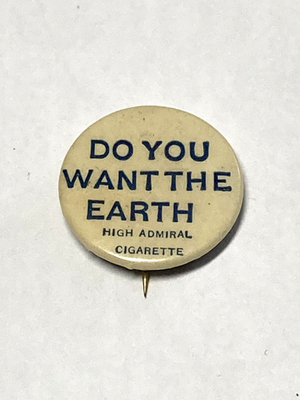 DO YOU
WANT THE
EARTH
HIGH ADMIRAL
CIGARETTE